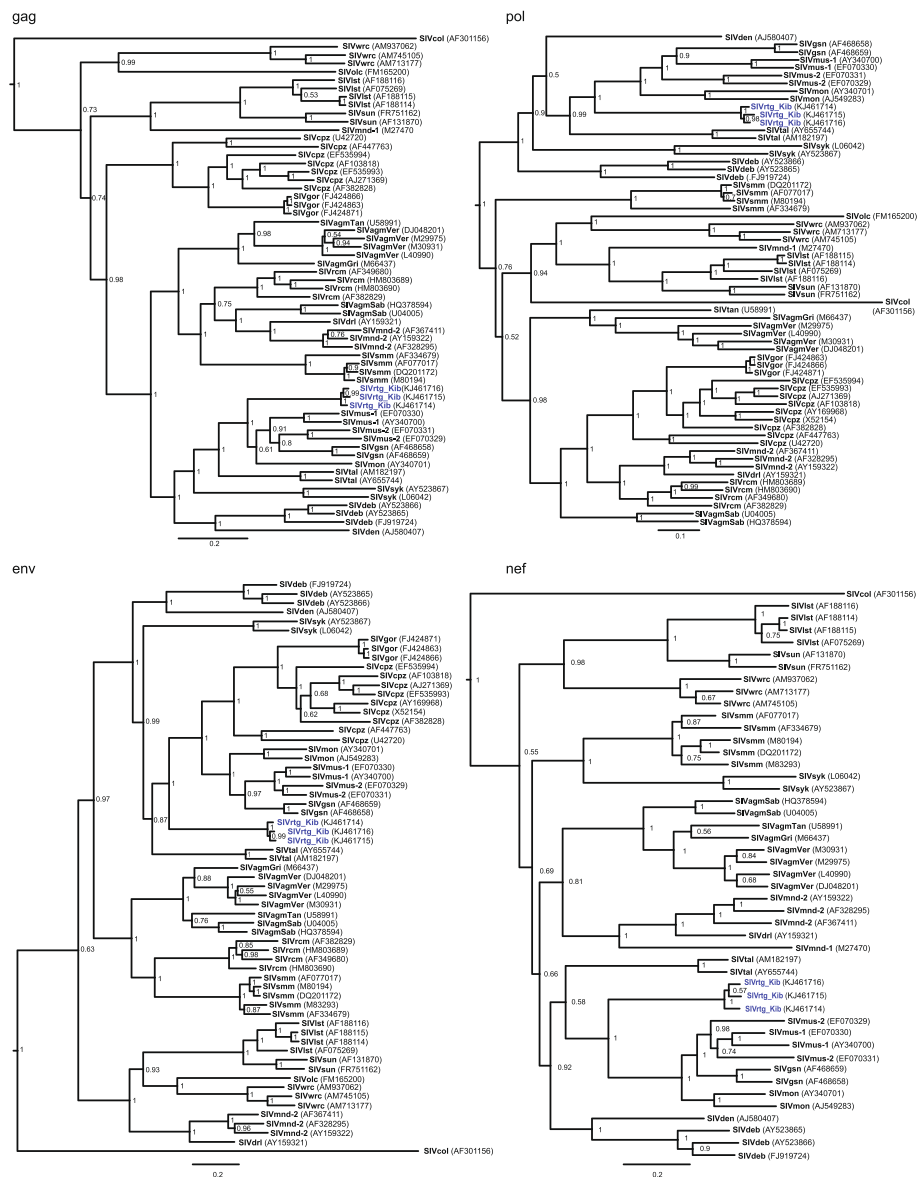 gag
SIVcol (AF301156)
SIVwrc (AM937062)
SIVwrc (AM745105)
SIVwrc (AM713177)
SIVolc (FM165200)
SIVlst (AF188116)
SIVlst (AF075269)
SIVlst (AF188115)
SIVlst (AF188114)
SIVsun (FR751162)
SIVsun (AF131870)
SIVmnd-1 (M27470
SIVcpz (U42720)
SIVcpz (AF447763)
SIVcpz (EF535994)
SIVcpz (AF103818)
SIVcpz (EF535993)
SIVcpz (AJ271369)
SIVcpz (AF382828)
SIVgor (FJ424866)
SIVgor (FJ424863)
SIVgor (FJ424871)
SIVagmTan (U58991)
SIVagmVer (DJ048201)
SIVagmVer (M29975)
SIVagmVer (M30931)
SIVagmVer (L40990)
SIVagmGri (M66437)
SIVrcm (AF349680)
SIVrcm (HM803689)
SIVrcm (HM803690)
SIVrcm (AF382829)
SIVagmSab (HQ378594)
SIVagmSab (U04005)
SIVdrl (AY159321)
SIVmnd-2 (AF367411)
SIVmnd-2 (AY159322)
SIVmnd-2 (AF328295)
SIVsmm (AF334679)
SIVsmm (AF077017)
SIVsmm (DQ201172)
SIVsmm (M80194)
SIVrtg_Kib (KJ461716)
SIVrtg_Kib (KJ461715)
SIVrtg_Kib (KJ461714)
SIVmus-1 (EF070330)
SIVmus-1 (AY340700)
SIVmus-2 (EF070331)
SIVmus-2 (EF070329)
SIVgsn (AF468658)
SIVgsn (AF468659)
SIVmon (AY340701)
SIVtal (AM182197)
SIVtal (AY655744)
SIVsyk (AY523867)
SIVsyk (L06042)
SIVdeb (AY523866)
SIVdeb (AY523865)
SIVdeb (FJ919724)
SIVden (AJ580407)
0.2
pol
SIVden (AJ580407)
SIVgsn (AF468658)
SIVgsn (AF468659)
SIVmus-1 (AY340700)
SIVmus-1 (EF070330)
SIVmus-2 (EF070331)
SIVmus-2 (EF070329)
SIVmon (AY340701)
SIVmon (AJ549283)
SIVrtg_Kib (KJ461714)
SIVrtg_Kib (KJ461715)
SIVrtg_Kib (KJ461716)
SIVtal (AY655744)
SIVtal (AM182197)
SIVsyk (L06042)
SIVsyk (AY523867)
SIVdeb (AY523866)
SIVdeb (AY523865)
SIVdeb (.FJ919724)
SIVsmm (DQ201172)
SIVsmm (AF077017)
SIVsmm (M80194)
SIVsmm (AF334679)
SIVolc (FM165200)
SIVwrc (AM937062)
SIVwrc (AM713177)
SIVwrc (AM745105)
SIVmnd-1 (M27470)
SIVlst (AF188115)
SIVlst (AF188114)
SIVlst (AF075269)
SIVlst (AF188116)
SIVsun (AF131870)
SIVsun (FR751162)
SIVcol
(AF301156)
SIVtan (U58991)
SIVagmGri (M66437)
SIVagmVer (M29975)
SIVagmVer (L40990)
SIVagmVer (M30931)
SIVagmVer (DJ048201)
SIVgor (FJ424863)
SIVgor (FJ424866)
SIVgor (FJ424871)
SIVcpz (EF535994)
SIVcpz (EF535993)
SIVcpz (AJ271369)
SIVcpz (AF103818)
SIVcpz (AY169968)
SIVcpz (X52154)
SIVcpz (AF382828)
SIVcpz (AF447763)
SIVcpz (U42720)
SIVmnd-2 (AF367411)
SIVmnd-2 (AF328295)
SIVmnd-2 (AY159322)
SIVdrl (AY159321)
SIVrcm (HM803689)
SIVrcm (HM803690)
SIVrcm (AF349680)
SIVrcm (AF382829)
SIVagmSab (U04005)
SIVagmSab (HQ378594)
0.1
env
SIVdeb (FJ919724)
SIVdeb (AY523865)
SIVdeb (AY523866)
SIVden (AJ580407)
SIVsyk (AY523867)
SIVsyk (L06042)
SIVgor (FJ424871)
SIVgor (FJ424863)
SIVgor (FJ424866)
SIVcpz (EF535994)
SIVcpz (AF103818)
SIVcpz (AJ271369)
SIVcpz (EF535993)
SIVcpz (AY169968)
SIVcpz (X52154)
SIVcpz (AF382828)
SIVcpz (AF447763)
SIVcpz (U42720)
SIVmon (AY340701)
SIVmon (AJ549283)
SIVmus-1 (EF070330)
SIVmus-1 (AY340700)
SIVmus-2 (EF070329)
SIVmus-2 (EF070331)
SIVgsn (AF468659)
SIVgsn (AF468658)
SIVrtg_Kib (KJ461714)
SIVrtg_Kib (KJ461716)
SIVrtg_Kib (KJ461715)
SIVtal (AY655744)
SIVtal (AM182197)
SIVagmGri (M66437)
SIVagmVer (DJ048201)
SIVagmVer (M29975)
SIVagmVer (L40990)
SIVagmVer (M30931)
SIVagmTan (U58991)
SIVagmSab (U04005)
SIVagmSab (HQ378594)
SIVrcm (AF382829)
SIVrcm (HM803689)
SIVrcm (AF349680)
SIVrcm (HM803690)
SIVsmm (AF077017)
SIVsmm (M80194)
SIVsmm (DQ201172)
SIVsmm (M83293)
SIVsmm (AF334679)
SIVlst (AF188116)
SIVlst (AF188115)
SIVlst (AF188114)
SIVlst (AF075269)
SIVsun (AF131870)
SIVsun (FR751162)
SIVolc (FM165200)
SIVwrc (AM937062)
SIVwrc (AM745105)
SIVwrc (AM713177)
SIVmnd-2 (AF367411)
SIVmnd-2 (AF328295)
SIVmnd-2 (AY159322)
SIVdrl (AY159321)
SIVcol (AF301156)
0.2
nef
SIVcol (AF301156)
SIVlst (AF188116)
SIVlst (AF188114)
SIVlst (AF188115)
SIVlst (AF075269)
SIVsun (AF131870)
SIVsun (FR751162)
SIVwrc (AM937062)
SIVwrc (AM713177)
SIVwrc (AM745105)
SIVsmm (AF077017)
SIVsmm (AF334679)
SIVsmm (M80194)
SIVsmm (DQ201172)
SIVsmm (M83293)
SIVsyk (L06042)
SIVsyk (AY523867)
SIVagmSab (HQ378594)
SIVagmSab (U04005)
SIVagmTan (U58991)
SIVagmGri (M66437)
SIVagmVer (M30931)
SIVagmVer (M29975)
SIVagmVer (L40990)
SIVagmVer (DJ048201)
SIVmnd-2 (AY159322)
SIVmnd-2 (AF328295)
SIVmnd-2 (AF367411)
SIVdrl (AY159321)
SIVmnd-1 (M27470)
SIVtal (AM182197)
SIVtal (AY655744)
SIVrtg_Kib (KJ461716)
SIVrtg_Kib (KJ461715)
SIVrtg_Kib (KJ461714)
SIVmus-2 (EF070329)
SIVmus-1 (EF070330)
SIVmus-1 (AY340700)
SIVmus-2 (EF070331)
SIVgsn (AF468659)
SIVgsn (AF468658)
SIVmon (AY340701)
SIVmon (AJ549283)
SIVden (AJ580407)
SIVdeb (AY523865)
SIVdeb (AY523866)
SIVdeb (FJ919724)
0.2